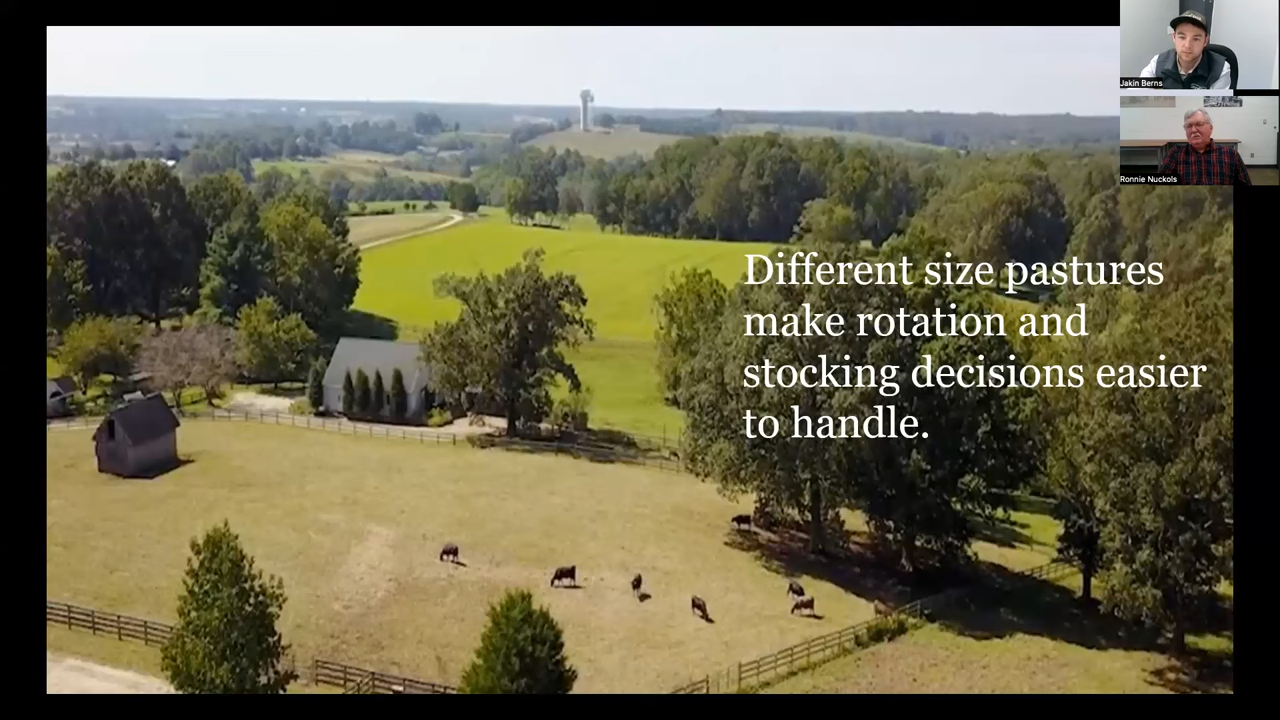 Jakin Berns
Ronnie Nuckols
Different size pastures
make rotation and
stocking decisions easier
to handle.